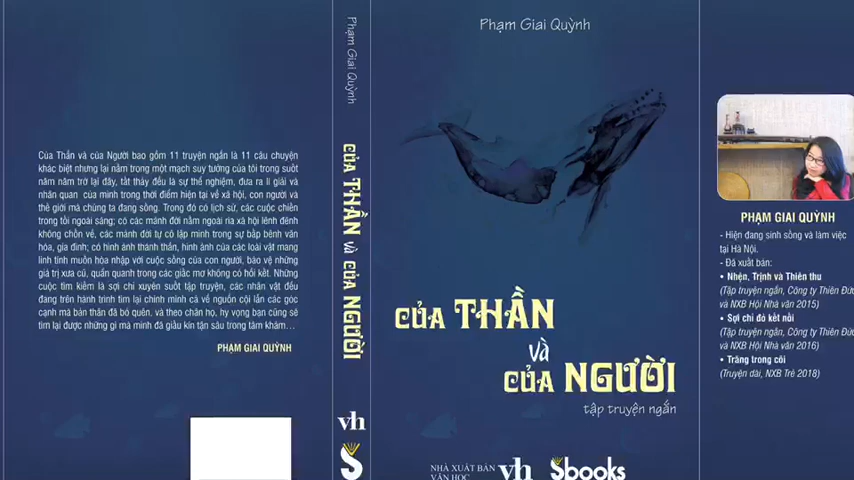 Của Thần và của Người bao gồm 11 truyện ngắn là 11 câu chuyện
khác biệt nhưng lại nằm trong một mạch suy tưởng của tôi trong suốt
năm năm trở lại đây, tất thảy đều là sự thể nghiệm, đưa ra lí giải và
nhãn quan của mình trong thời điểm hiện tại về xã hội, con người và
thế giới mà chúng ta đang sống. Trong đó có lịch sử, các cuộc chiến
trong tối ngoài sáng; có các mảnh đời nằm ngoài rìa xã hội lênh đênh
không chốn về, các mảnh đời tự cô lập mình trong sự bấp bênh văn
hóa, gia đình; có hình ảnh thánh thần, hình ảnh của các loài vật mang
linh tính muốn hòa nhập với cuộc sống của con người, bảo vệ những
giá trị xưa cũ, quẩn quanh trong các giấc mơ không có hồi kết. Những
cuộc tìm kiếm là sợi chỉ xuyên suốt tập truyện, các nhân vật đều
đang trên hành trình tìm lại chính mình cả về nguồn cội lẫn các góc
cạnh mà bản thân đã bỏ quên, và theo chân họ, hy vọng bạn cũng sẽ
tìm lại được những gì mà mình đã giấu kín tận sâu trong tâm khảm...
PHẠM GIAI QUỲNH
Phạm Giai Quỳnh
CỦA THẦN và CỦA NGƯỜI
vh
S
Phạm Giai Quỳnh
CỦA THẦN
và
CỦA NGƯỜI
tập truyện ngắn
NHÀ XUẤT BẢN
VĂN HỌC
vh
Sbooks
PHẠM GIAI QUỲNH
- Hiện đang sinh sống và làm việc
tại Hà Nội.
- Đã xuất bản:
• Nhện, Trịnh và Thiên thu
(Tập truyện ngắn, Công ty Thiên Đức
và NXB Hội Nhà văn 2015)
• Sợi chỉ đỏ kết nối
(Tập truyện ngắn, Công ty Thiên Đức
và NXB Hội Nhà văn 2016)
• Trăng trong cõi
(Truyện dài, NXB Trẻ 2018)